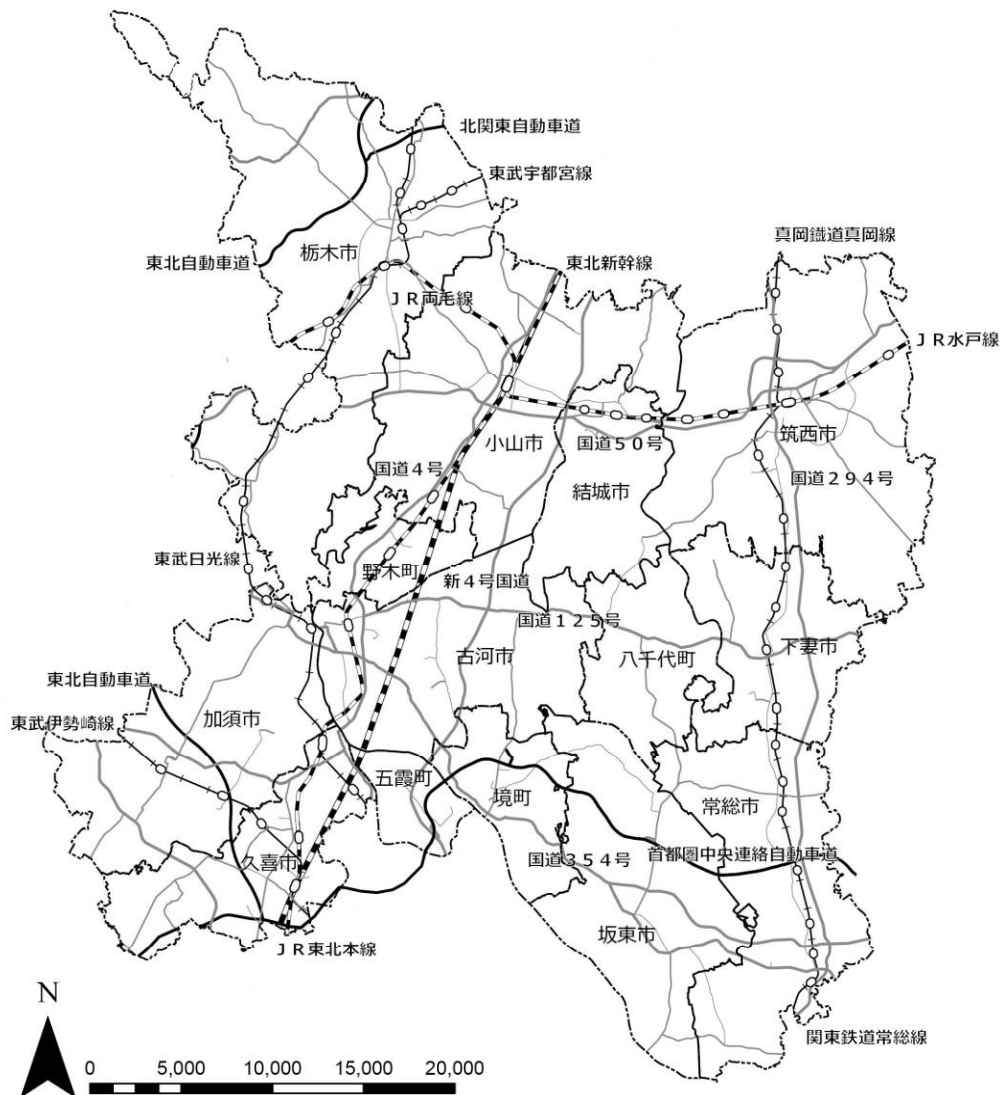 北関東自動車道
東武宇都宮線
真岡鐵道真岡線
栃木市
東北自動車道
東北新幹線
ＪＲ両毛線
ＪＲ水戸線
小山市
国道５０号
筑西市
国道４号
国道２９４号
結城市
東武日光線
野木町
新４号国道
国道１２５号
古河市
八千代町
下妻市
東北自動車道
加須市
東武伊勢崎線
五霞町
境町
常総市
久喜市
国道３５４号
首都圏中央連絡自動車道
坂東市
ＪＲ東北本線
関東鉄道常総線
N
0 5,000 10,000 15,000 20,000